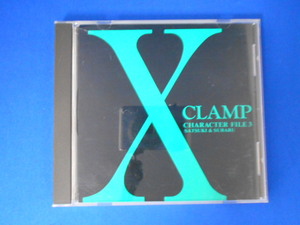 X
CLAMP
CHARACTER FILE 3
SATSUKI & SUBARU